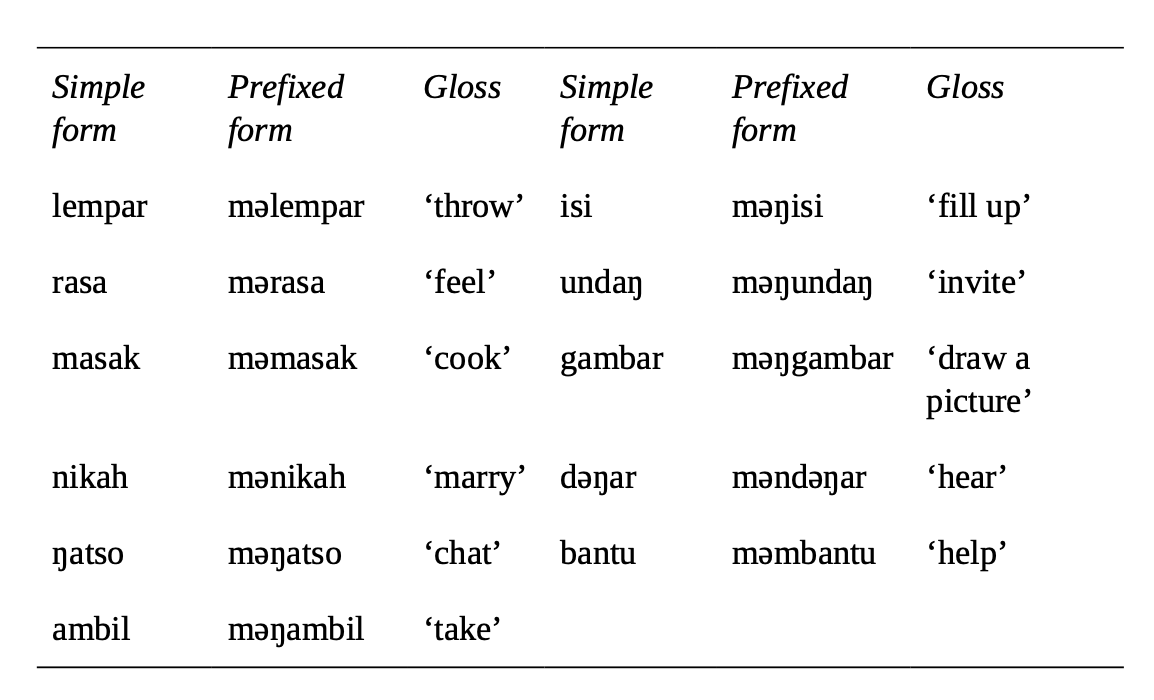 Simple Prefixed Gloss Simple Prefixed Gloss
form form form form
lempar məlempar ‘throw’ isi məŋisi ‘fill up’
rasa mərasa ‘feel’ undaŋ məŋundaŋ ‘invite’
masak məmasak ‘cook’ gambar məŋgambar ‘draw a
picture’
nikah mənikah ‘marry’ dəŋar məndəŋar ‘hear’
ŋatso məŋatso ‘chat’ bantu məmbantu ‘help’
ambil məŋambil ‘take’